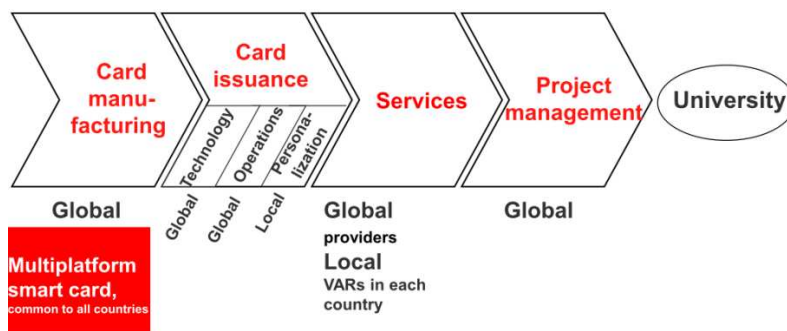 Card
manu-
facturing
Card
issuance
Technology
Operations
Persona-
lization
Services
Project
management
University
Global
Global
Global
Local
Global
providers
Local
VARs in each
country
Global
Multiplatform
smart card,
common to all countries